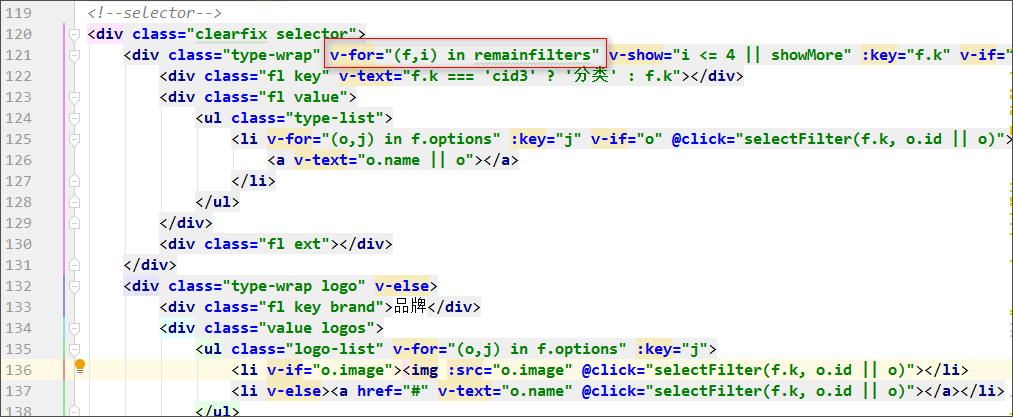 119 <!--selector-->
120 <div class="clearfix selector">
121 <div class="type-wrap" v-for="(f,i) in remainfilters" v-show="i <= 4 || showMore" :key="f.k" v-if="
122 <div class="fl key" v-text="f.k === 'cid3' ? '分类' : f.k"></div>
123 <div class="fl value">
124 <ul class="type-list">
125 <li v-for="(o,j) in f.options" :key="j" v-if="o" @click="selectFilter(f.k, o.id || o)">
126 <a v-text="o.name || o"></a>
127 </li>
128 </ul>
129 </div>
130 <div class="fl ext"></div>
131 </div>
132 <div class="type-wrap logo" v-else>
133 <div class="fl key brand">品牌</div>
134 <div class="value logos">
135 <ul class="logo-list" v-for="(o,j) in f.options" :key="j">
136 <li v-if="o.image"><img :src="o.image" @click="selectFilter(f.k, o.id || o)"></li>
137 <li v-else><a href="#" v-text="o.name" @click="selectFilter(f.k, o.id || o)"></a></li>
138 </ul>